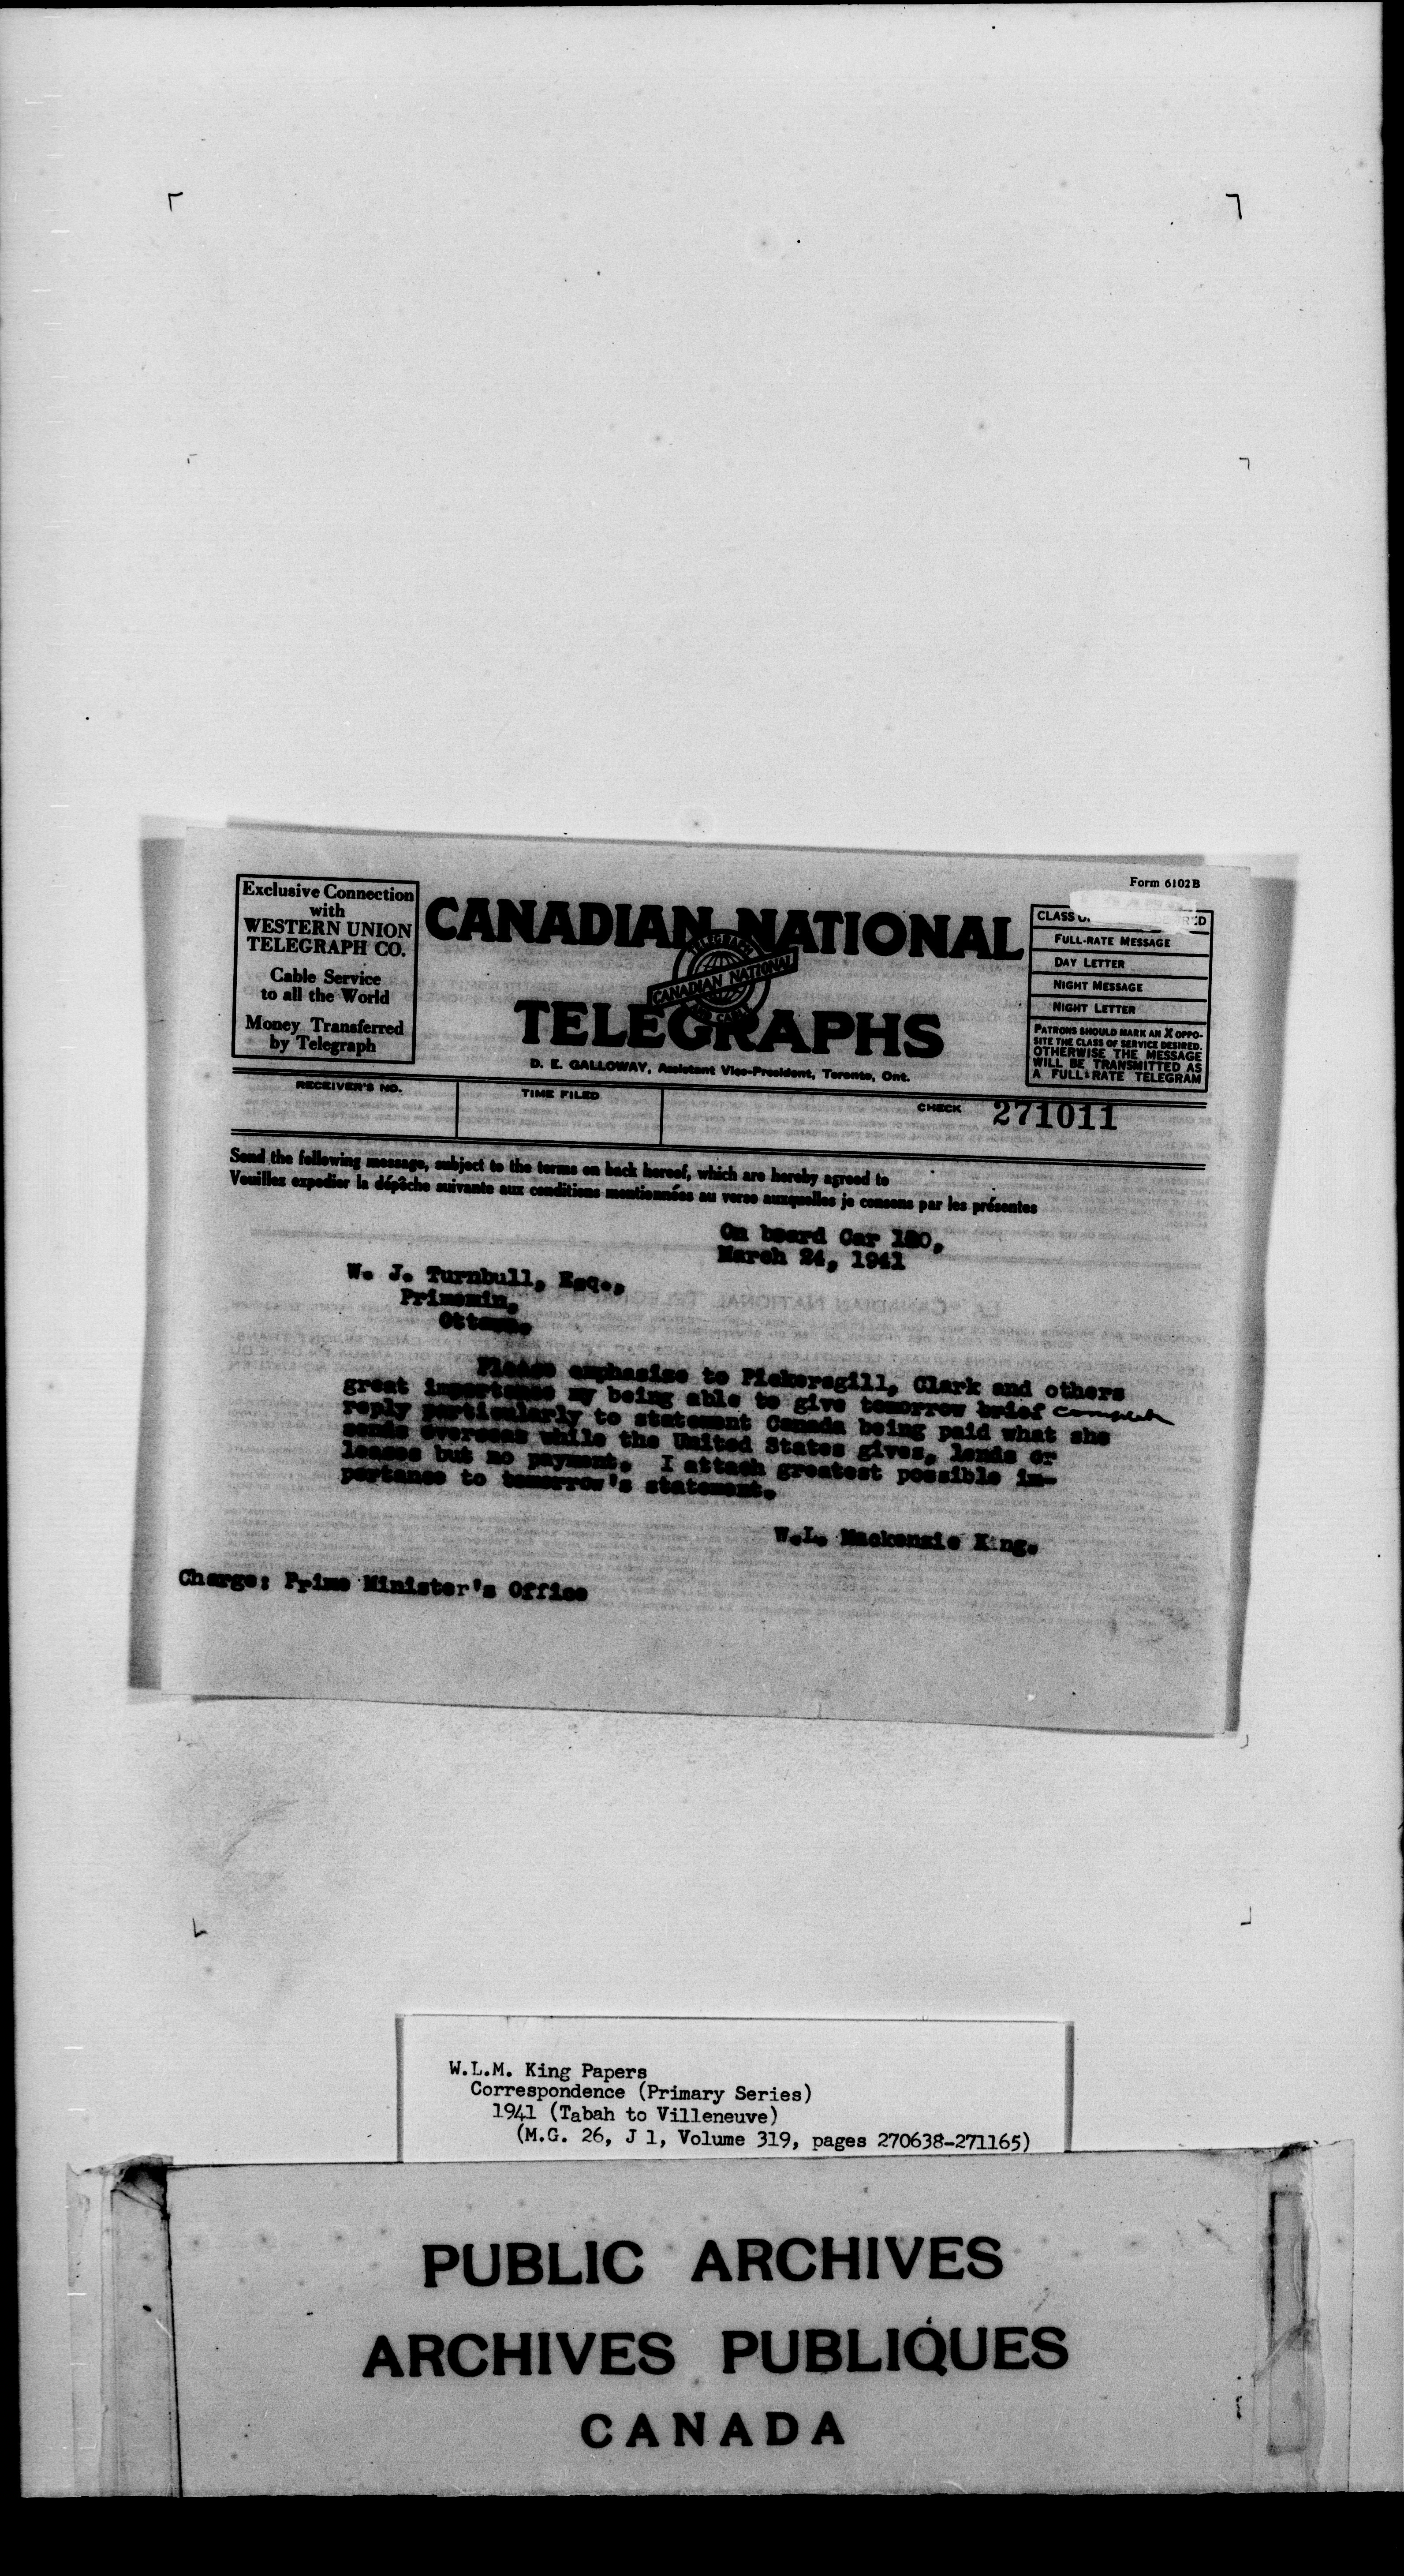 Form 6102B
Exclusive Connection
with
WESTERN UNION
TELEGRAPH CO.
Cable Service
to all the World
Money Transferred
by Telegraph
CANADIAN NATIONAL
TELEGRAPH
CANADIAN NATIONAL
AND CABLE
TELEGRAPHS
D. E. GALLOWAY, Assistant Vice-President, Toronto, Ont.
CLASS
FULL-RATE MESSAGE
DAY LETTER
NIGHT MESSAGE
NIGHT LETTER
PATRONS SHOULD MARK AN X OPPO-
SITE THE CLASS OF SERVICE DESIRED.
OTHERWISE THE MESSAGE
WILL BE TRANSMITTED AS
A FULL-RATE TELEGRAM
RECEIVER'S NO.
TIME FILED
CHECK
271011
Send the following message, subject to the terms on back hereof, which are hereby agreed to
Veuillez expedier la dépêche suivante aux conditions mentionnées au verso auxquelles je consens par les présentes
On board Car 100,
March 24, 1941
W. J. Turnbull, Esq.,
Primemin,
Ottawa.
Please emphasize to Pickersgill, Clark and others
great importance my being able to give tomorrow brief complete
reply particularly to statement Canada being paid what she
sends overseas while the United States gives, lends or
leases but no payment. I attach greatest possible im-
portance to tomorrow's statement.
W.L. Mackenzie King.
Charge: Prime Minister's Office
W.L.M. King Papers
Correspondence (Primary Series)
1941 (Tabah to Villeneuve)
(M.G. 26, J 1, Volume 319, pages 270638-271165)
PUBLIC ARCHIVES
ARCHIVES PUBLIQUES
CANADA